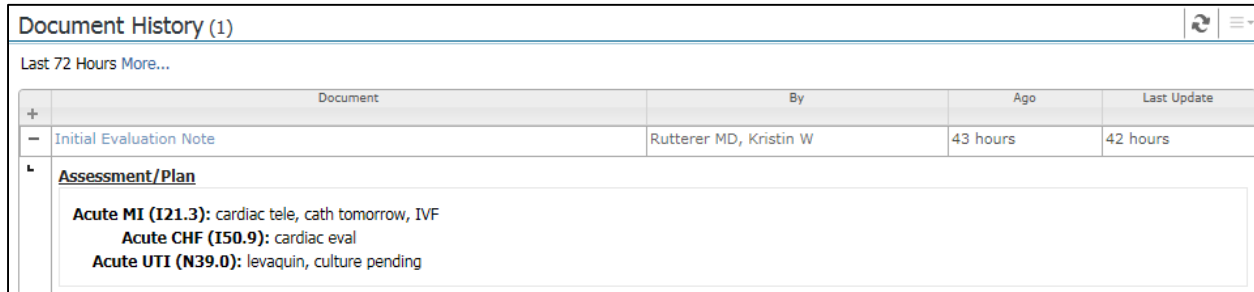 Document History (1)
Last 72 Hours More...
+ Document By Ago Last Update
− Initial Evaluation Note Rutterer MD, Kristin W 43 hours 42 hours
Assessment/Plan
Acute MI (I21.3): cardiac tele, cath tomorrow, IVF
Acute CHF (I50.9): cardiac eval
Acute UTI (N39.0): levaquin, culture pending